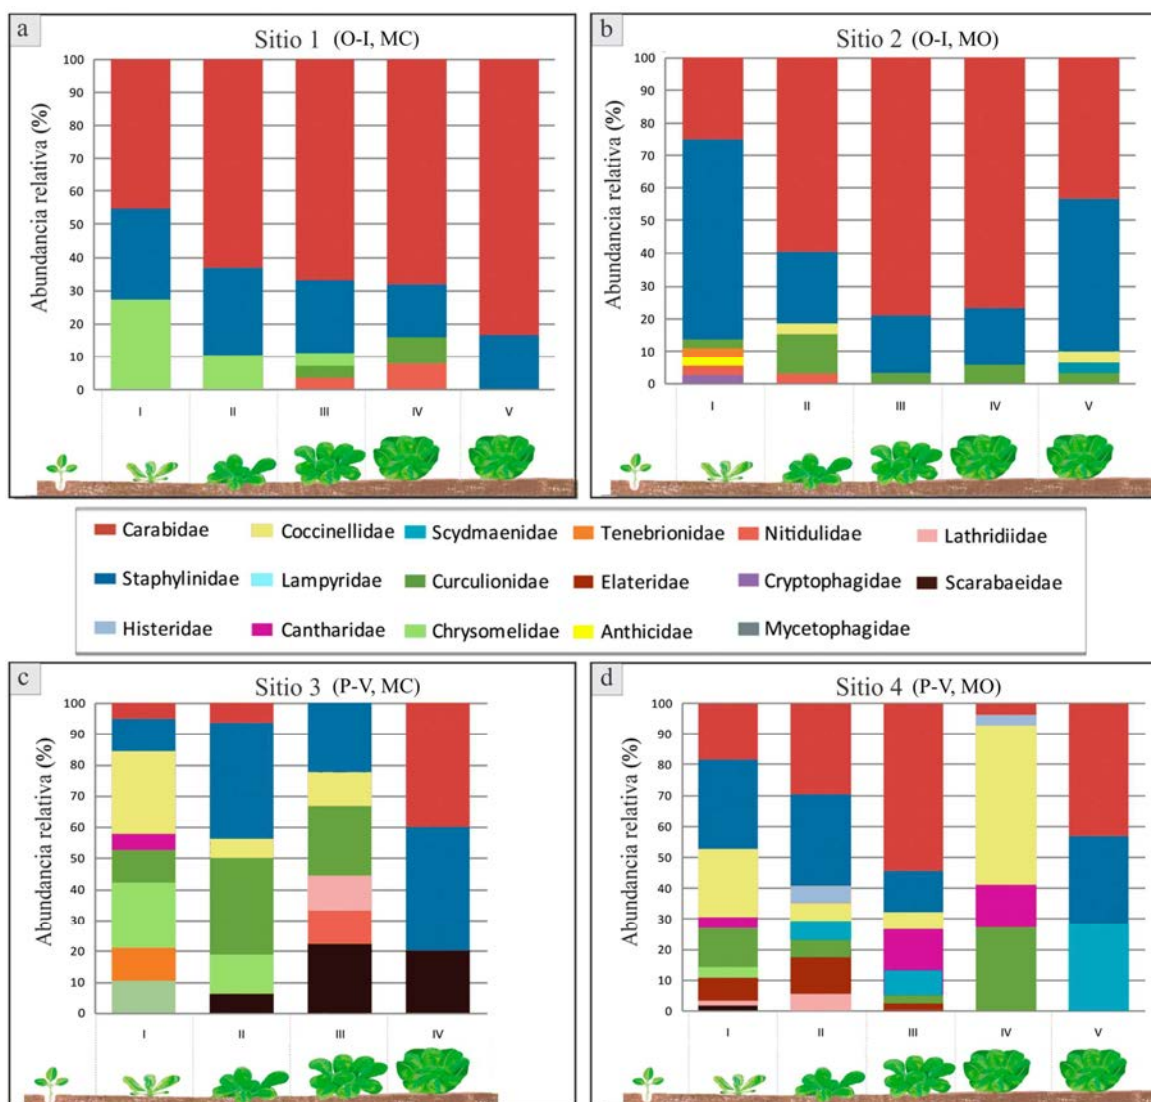 a
Sitio 1 (O-I, MC)
Abundancia relativa (%)
100
90
80
70
60
50
40
30
20
10
0
I II III IV V
b
Sitio 2 (O-I, MO)
Abundancia relativa (%)
100
90
80
70
60
50
40
30
20
10
0
I II III IV V
Carabidae Coccinellidae Scydmaenidae Tenebrionidae Nitidulidae Lathridiidae
Staphylinidae Lampyridae Curculionidae Elateridae Cryptophagidae Scarabaeidae
Histeridae Cantharidae Chrysomelidae Anthicidae Mycetophagidae
c
Sitio 3 (P-V, MC)
Abundancia relativa (%)
100
90
80
70
60
50
40
30
20
10
0
I II III IV
d
Sitio 4 (P-V, MO)
Abundancia relativa (%)
100
90
80
70
60
50
40
30
20
10
0
I II III IV V